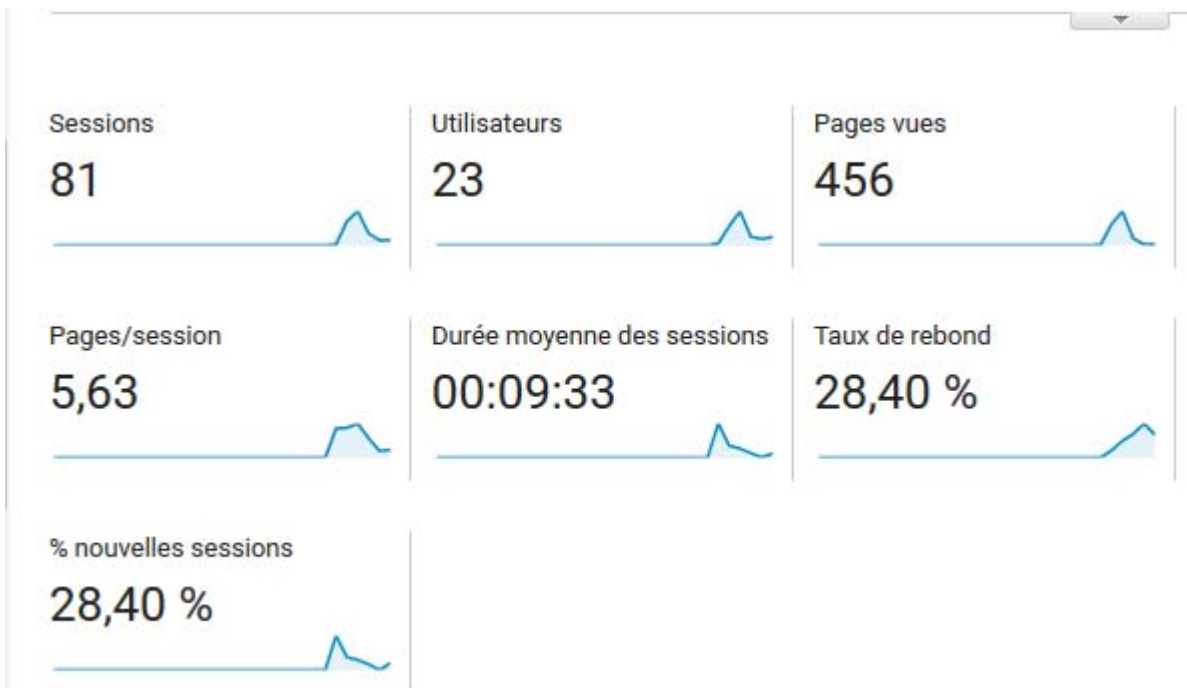 Sessions
81
Utilisateurs
23
Pages vues
456
Pages/session
5,63
Durée moyenne des sessions
00:09:33
Taux de rebond
28,40 %
% nouvelles sessions
28,40 %